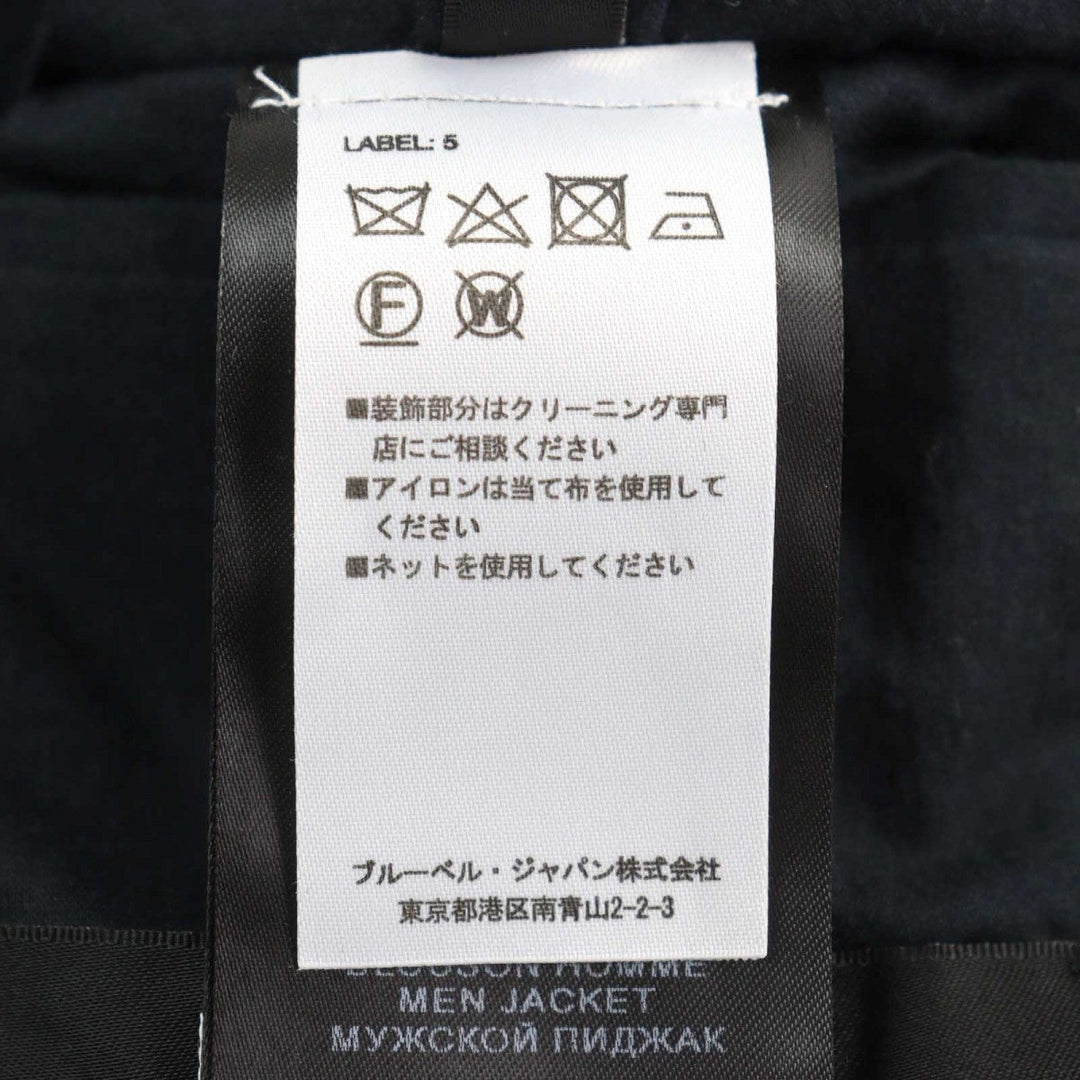 LABEL: 5
F W
■装飾部分はクリーニング専門
店にご相談ください
■アイロンは当て布を使用して
ください
■ネットを使用してください
ブルーベル・ジャパン株式会社
東京都港区南青山2-2-3
BLOUSON HOMME
MEN JACKET
МУЖСКОЙ ПИДЖАК